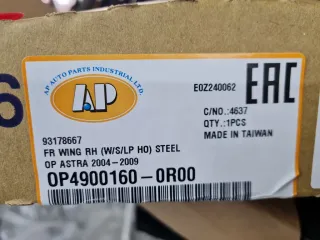 AP AUTO PARTS INDUSTRIAL LTD.
AP
E0Z240062
EAC
C/NO.: 4637
QTY.: 1PCS
MADE IN TAIWAN
93178667
FR WING RH (W/S/LP HO) STEEL
OP ASTRA 2004-2009
OP4900160-0R00
6